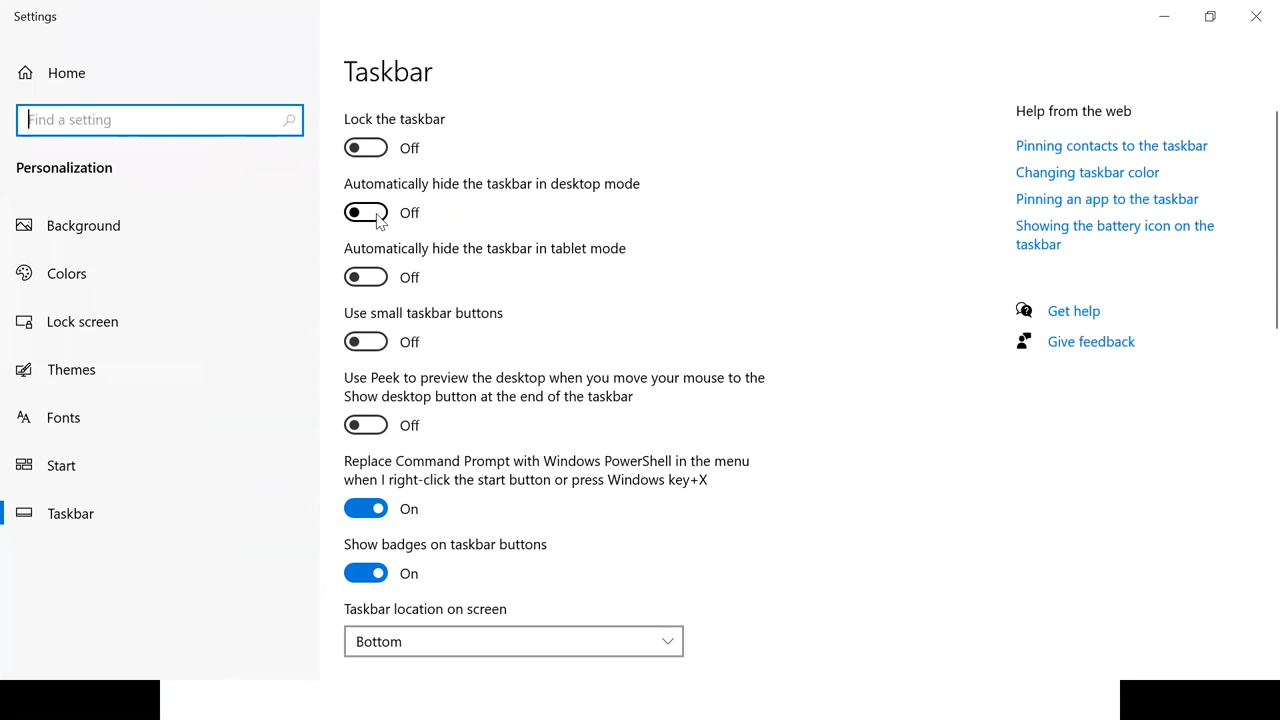 Settings
Home
Find a setting
Personalization
Background
Colors
Lock screen
Themes
Fonts
Start
Taskbar
Taskbar
Lock the taskbar
Off
Automatically hide the taskbar in desktop mode
Off
Automatically hide the taskbar in tablet mode
Off
Use small taskbar buttons
Off
Use Peek to preview the desktop when you move your mouse to the
Show desktop button at the end of the taskbar
Off
Replace Command Prompt with Windows PowerShell in the menu
when I right-click the start button or press Windows key+X
On
Show badges on taskbar buttons
On
Taskbar location on screen
Bottom
Help from the web
Pinning contacts to the taskbar
Changing taskbar color
Pinning an app to the taskbar
Showing the battery icon on the
taskbar
Get help
Give feedback